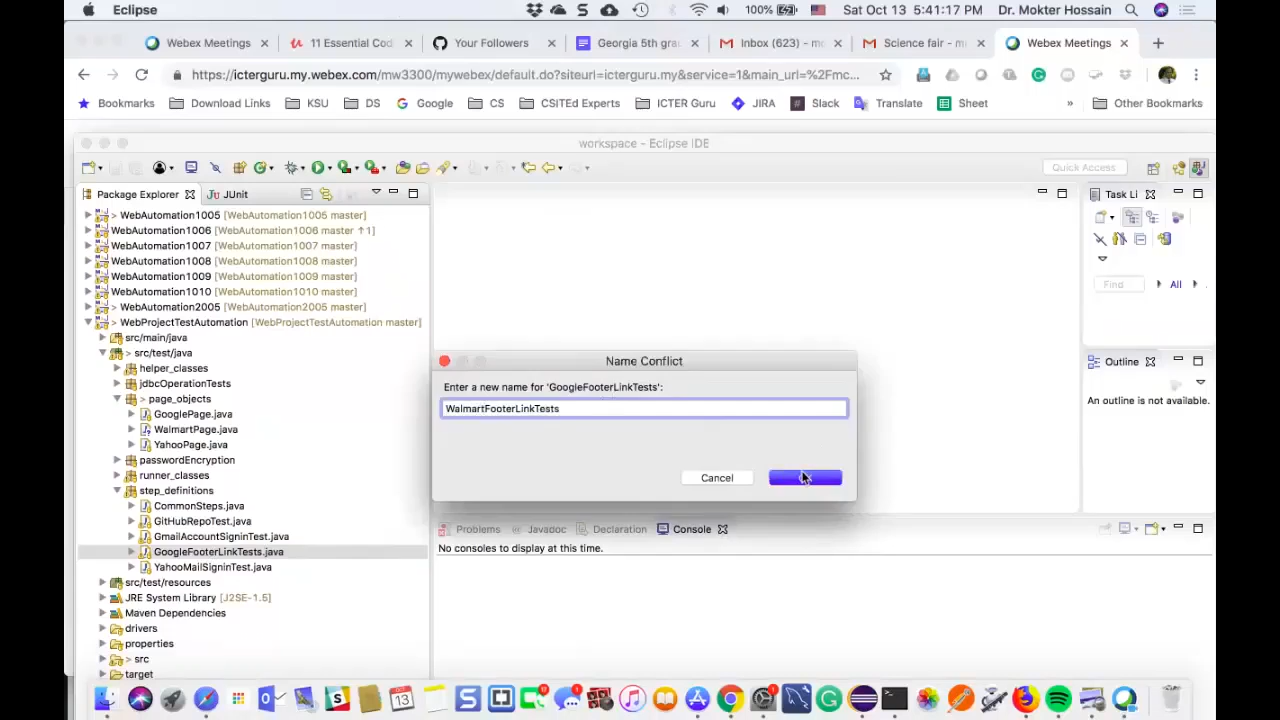 Eclipse
100%
Sat Oct 13 5:41:17 PM
Dr. Mokter Hossain
Webex Meetings
11 Essential Cod
Your Followers
Georgia 5th gra
Inbox (623) - mo
Science fair - m
Webex Meetings
https://icterguru.my.webex.com/mw3300/mywebex/default.do?siteurl=icterguru.my&service=1&main_url=%2Fmc...
Bookmarks
Download Links
KSU
DS
Google
CS
CSITEd Experts
ICTER Guru
JIRA
Slack
Translate
Sheet
»
Other Bookmarks
workspace - Eclipse IDE
Quick Access
Package Explorer
JUnit
Task Li
> WebAutomation1005 [WebAutomation1005 master]
> WebAutomation1006 [WebAutomation1006 master ↑1]
WebAutomation1007 [WebAutomation1007 master]
WebAutomation1008 [WebAutomation1008 master]
WebAutomation1009 [WebAutomation1009 master]
WebAutomation1010 [WebAutomation1010 master]
> WebAutomation2005 [WebAutomation2005 master]
> WebProjectTestAutomation [WebProjectTestAutomation master]
src/main/java
> src/test/java
helper_classes
jdbcOperationTests
> page_objects
GooglePage.java
WalmartPage.java
YahooPage.java
passwordEncryption
runner_classes
step_definitions
CommonSteps.java
GitHubRepoTest.java
GmailAccountSigninTest.java
GoogleFooterLinkTests.java
YahooMailSigninTest.java
src/test/resources
JRE System Library [J2SE-1.5]
Maven Dependencies
drivers
properties
> src
target
Name Conflict
Enter a new name for 'GoogleFooterLinkTests':
WalmartFooterLinkTests
Cancel
Find
All
Outline
An outline is not available.
Problems
Javadoc
Declaration
Console
No consoles to display at this time.